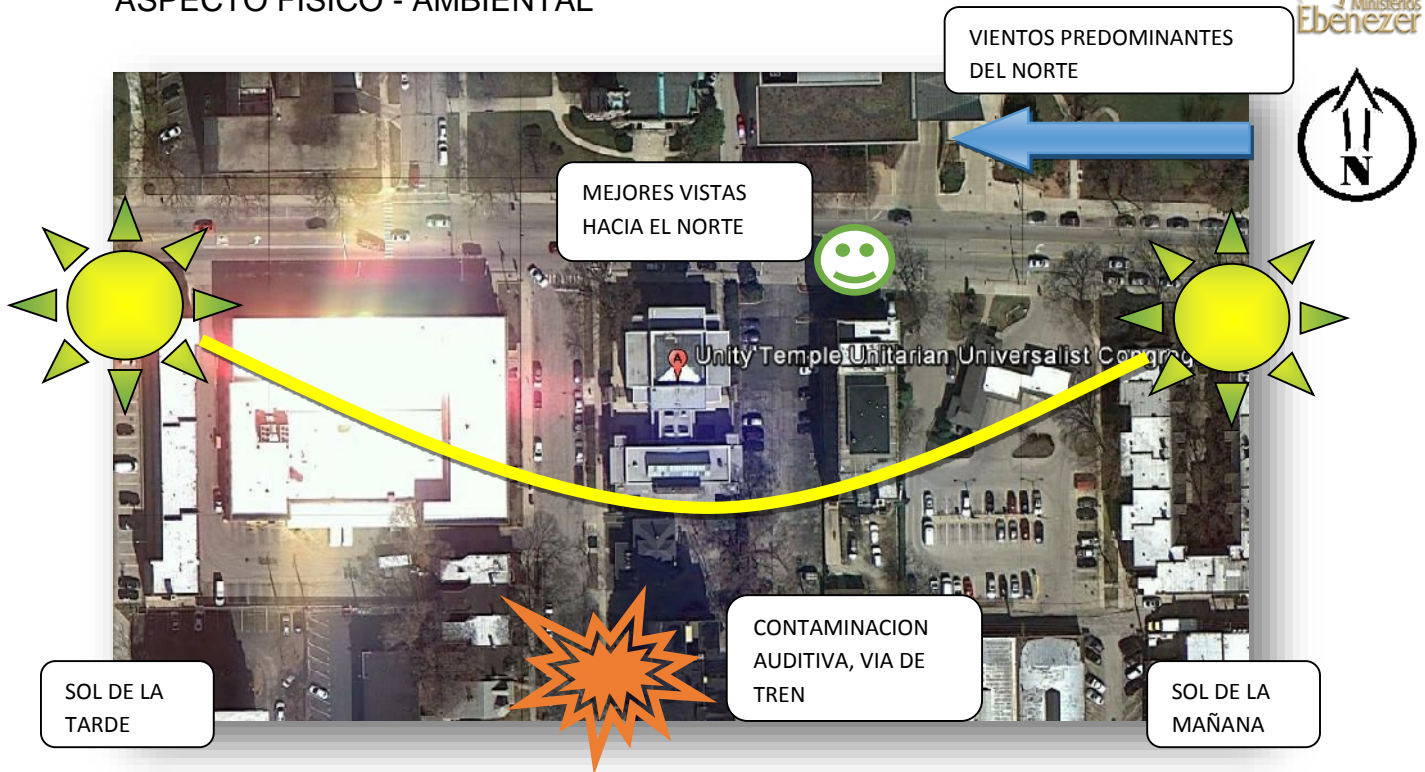 ASPECTO FISICO - AMBIENTAL
Ministerios
Ebenezer
VIENTOS PREDOMINANTES
DEL NORTE
N
MEJORES VISTAS
HACIA EL NORTE
A
Unity Temple Unitarian Universalist Congreg
CONTAMINACION
AUDITIVA, VIA DE
TREN
SOL DE LA
TARDE
SOL DE LA
MAÑANA